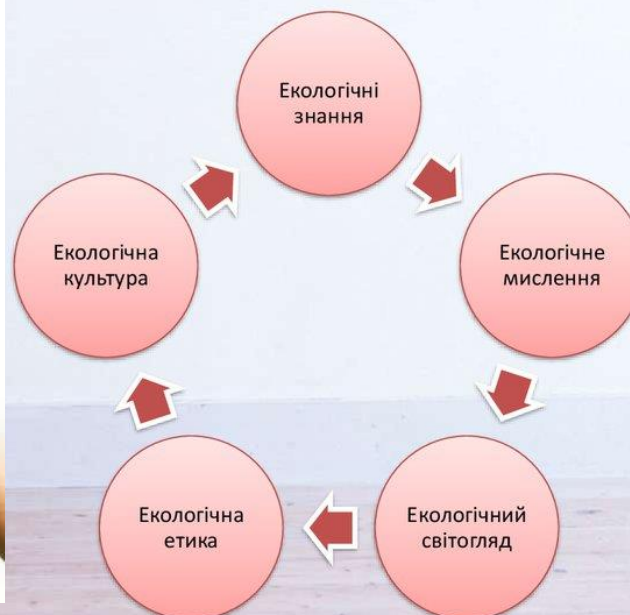 Екологічні
знання
Екологічне
мислення
Екологічний
світогляд
Екологічна
етика
Екологічна
культура